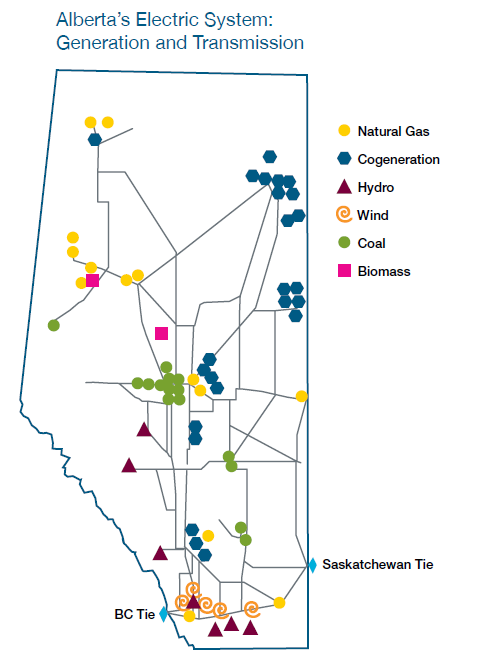 Alberta's Electric System:
Generation and Transmission
Natural Gas
Cogeneration
Hydro
Wind
Coal
Biomass
Saskatchewan Tie
BC Tie